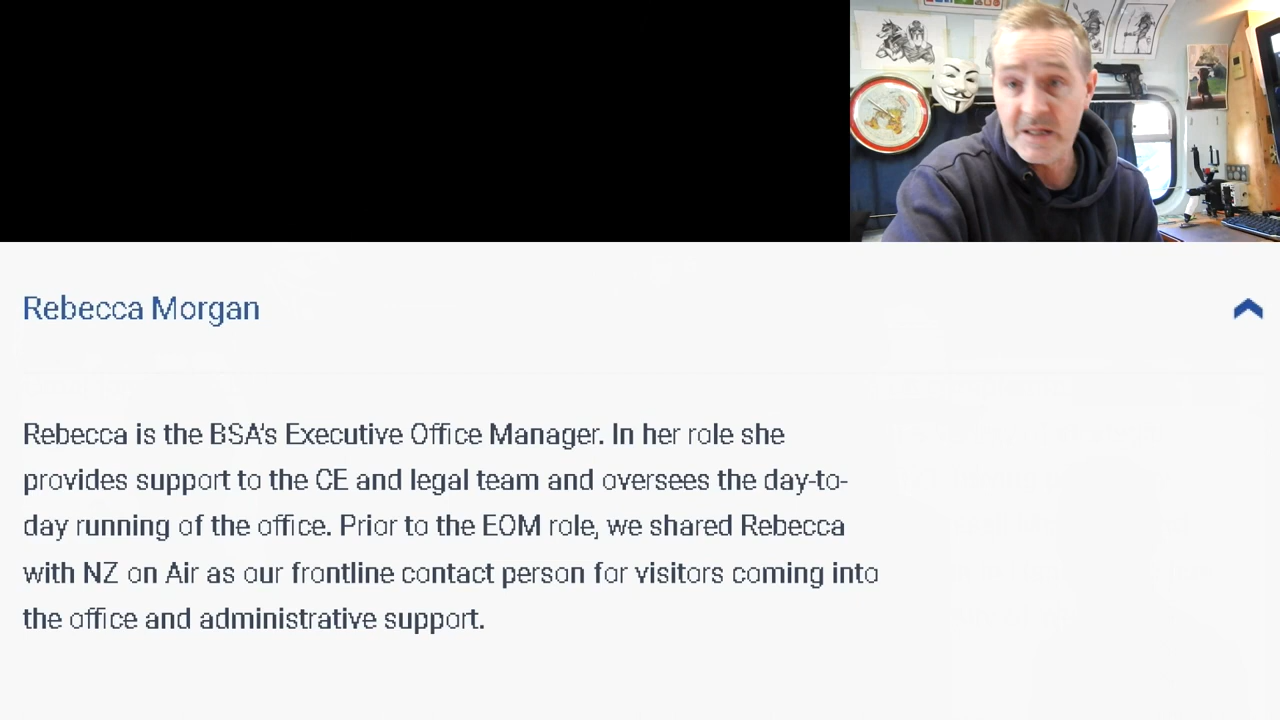 Rebecca Morgan
Rebecca is the BSA's Executive Office Manager. In her role she
provides support to the CE and legal team and oversees the day-to-
day running of the office. Prior to the EOM role, we shared Rebecca
with NZ on Air as our frontline contact person for visitors coming into
the office and administrative support.